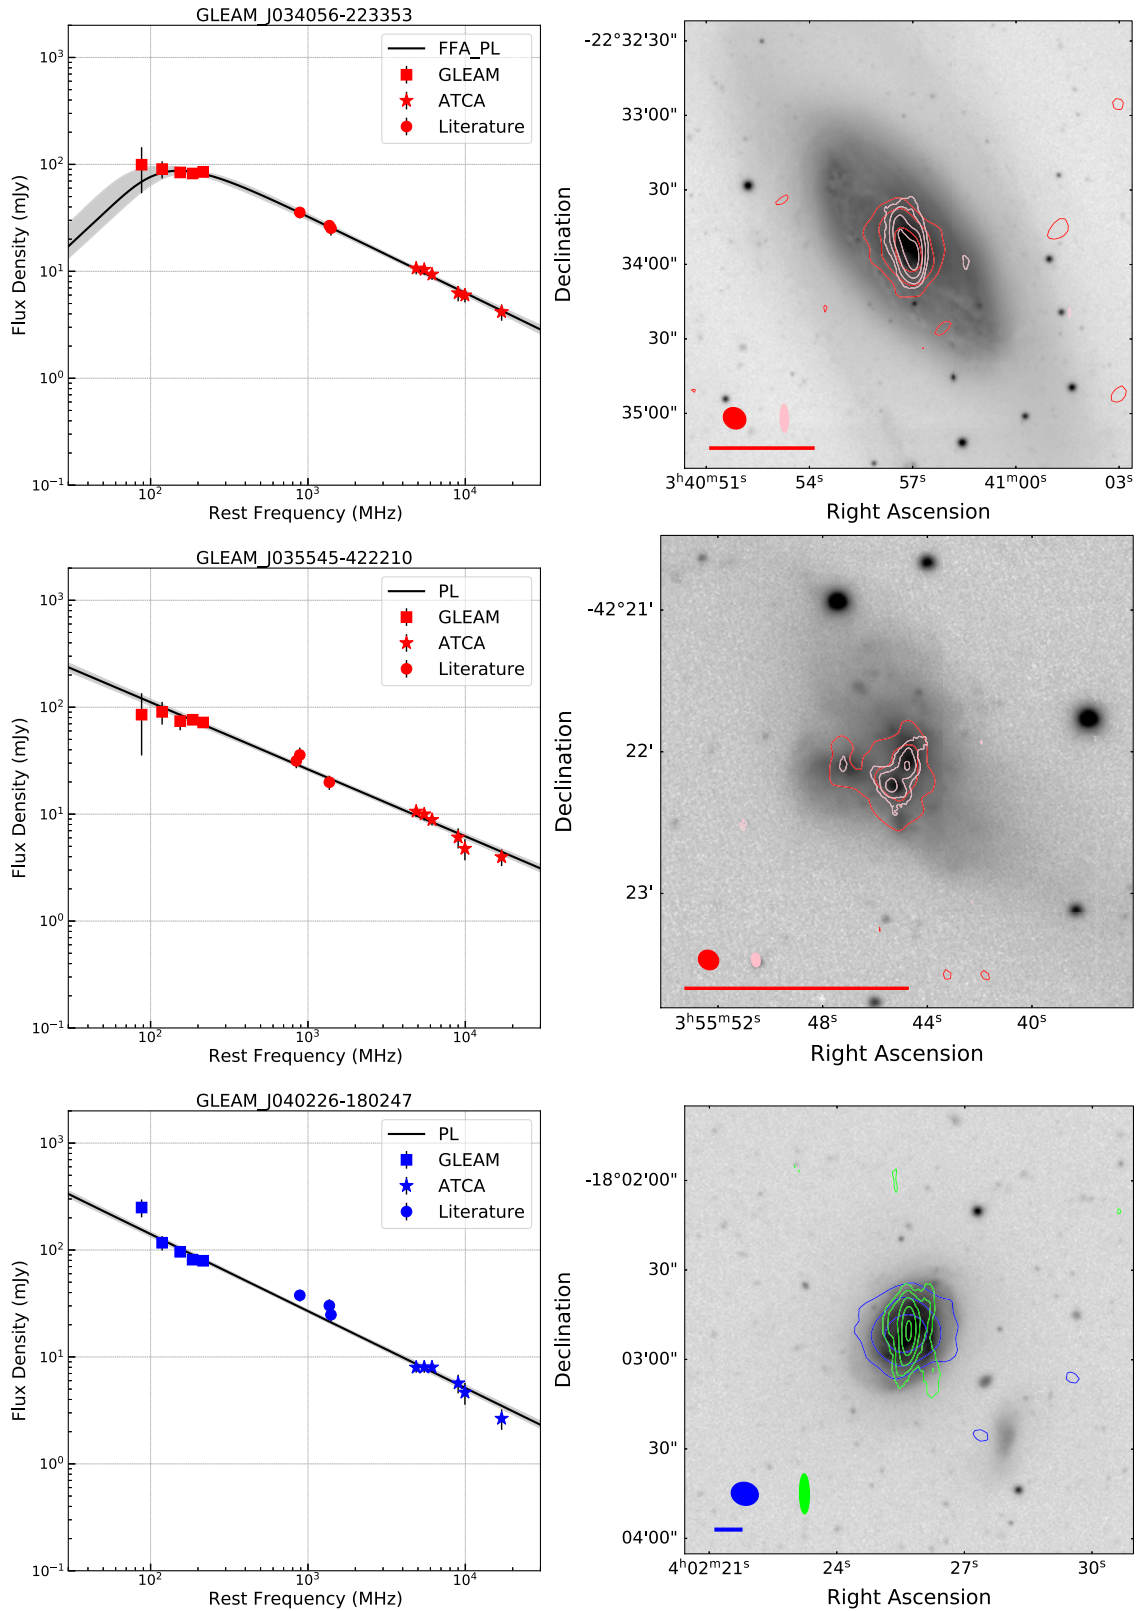 GLEAM_J034056-223353
FFA_PL
GLEAM
ATCA
Literature
10³
10²
10¹
10⁰
10⁻¹
Flux Density (mJy)
10² 10³ 10⁴
Rest Frequency (MHz)
-22°32'30"
33'00"
30"
34'00"
30"
35'00"
Declination
3ʰ40ᵐ51ˢ 54ˢ 57ˢ 41ᵐ00ˢ 03ˢ
Right Ascension
GLEAM_J035545-422210
PL
GLEAM
ATCA
Literature
10³
10²
10¹
10⁰
10⁻¹
Flux Density (mJy)
10² 10³ 10⁴
Rest Frequency (MHz)
-42°21'
22'
23'
Declination
3ʰ55ᵐ52ˢ 48ˢ 44ˢ 40ˢ
Right Ascension
GLEAM_J040226-180247
PL
GLEAM
ATCA
Literature
10³
10²
10¹
10⁰
10⁻¹
Flux Density (mJy)
10² 10³ 10⁴
Rest Frequency (MHz)
-18°02'00"
30"
03'00"
30"
04'00"
Declination
4ʰ02ᵐ21ˢ 24ˢ 27ˢ 30ˢ
Right Ascension